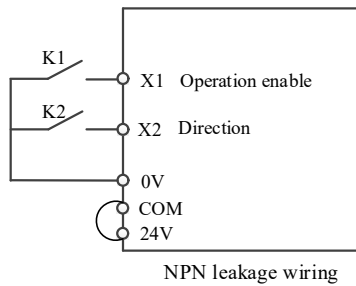 K1
X1 Operation enable
K2
X2 Direction
0V
COM
24V
NPN leakage wiring